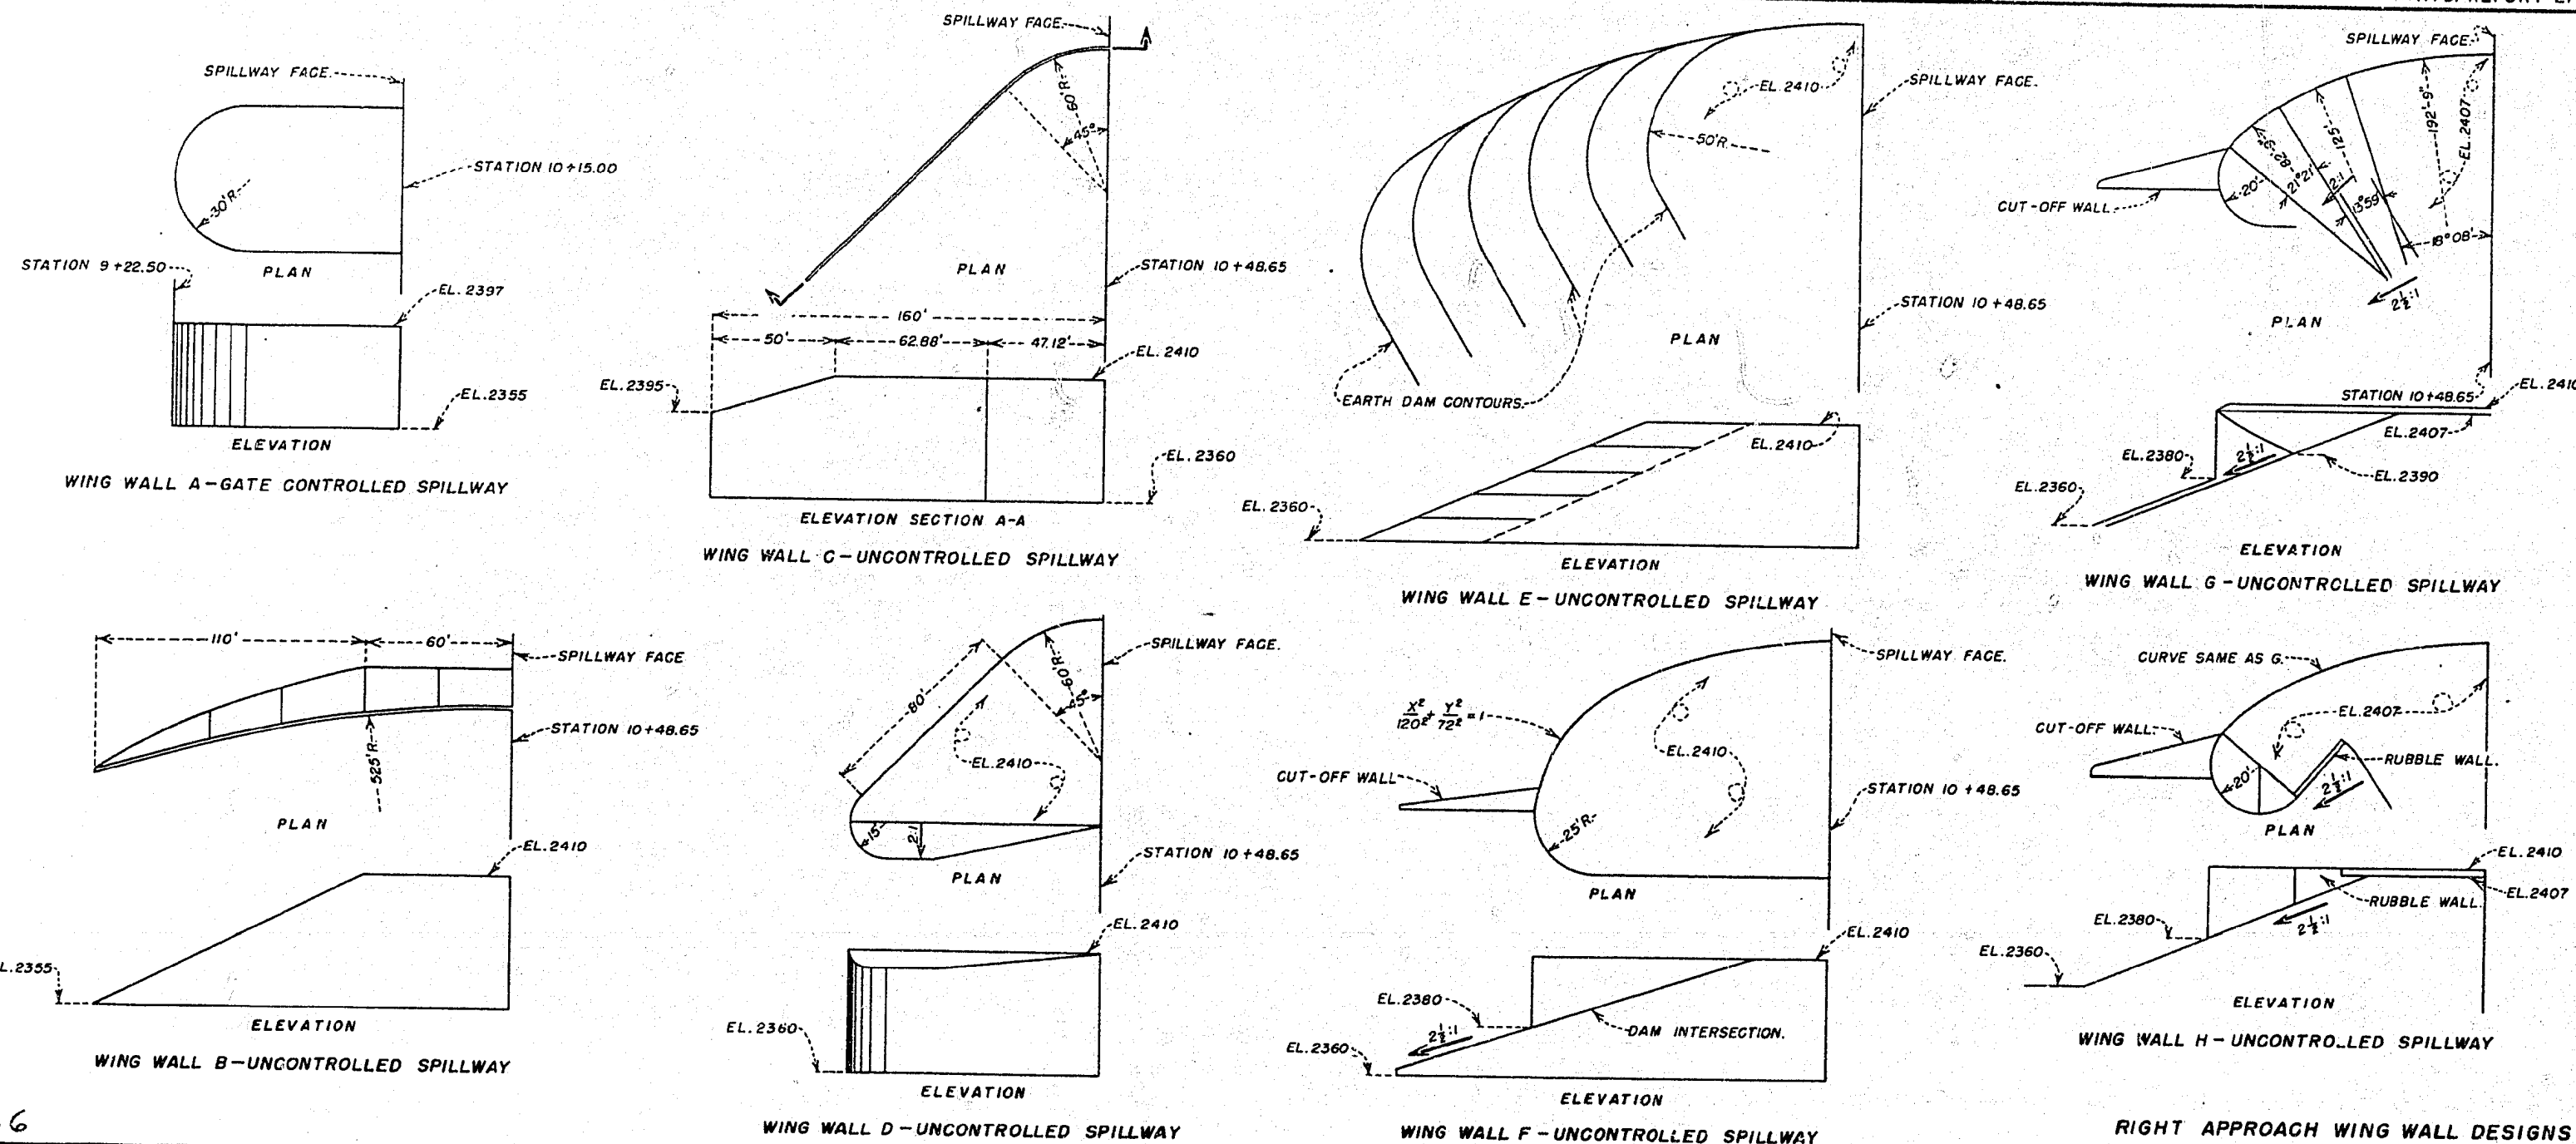 SPILLWAY FACE.
30'R.
STATION 10+15.00
STATION 9+22.50
PLAN
EL.2397
EL.2355
ELEVATION
WING WALL A-GATE CONTROLLED SPILLWAY
110'
60'
SPILLWAY FACE
STATION 10+48.65
525'R.
PLAN
EL.2410
EL.2355
ELEVATION
WING WALL B-UNCONTROLLED SPILLWAY
SPILLWAY FACE.
60'R.
45°
PLAN
STATION 10+48.65
160'
50'
62.88'
47.12'
EL. 2410
EL.2395
EL. 2360
ELEVATION SECTION A-A
WING WALL C-UNCONTROLLED SPILLWAY
SPILLWAY FACE.
80'
60'R.
45°
EL.2410
15'
2:1
STATION 10+48.65
PLAN
EL.2410
EL.2360
ELEVATION
WING WALL D-UNCONTROLLED SPILLWAY
EL.2410
SPILLWAY FACE.
50'R.
STATION 10+48.65
PLAN
EARTH DAM CONTOURS.
EL.2410
EL.2360
ELEVATION
WING WALL E-UNCONTROLLED SPILLWAY
SPILLWAY FACE.
X²/120² + Y²/72² = 1
EL.2410
CUT-OFF WALL
STATION 10+48.65
25'R.
PLAN
EL.2410
EL.2380
2½:1
DAM INTERSECTION.
EL.2360
ELEVATION
WING WALL F-UNCONTROLLED SPILLWAY
SPILLWAY FACE.
192'-9"
125'
82'-9"
EL.2407
20'
21°21'
2:1
13°59'
CUT-OFF WALL.
18°08'
2½:1
PLAN
STATION 10+48.65
EL.2410
EL.2407
EL.2380
2½:1
EL.2390
EL.2360
ELEVATION
WING WALL G-UNCONTROLLED SPILLWAY
CURVE SAME AS G.
EL.2407
CUT-OFF WALL.
RUBBLE WALL.
20'
2½:1
PLAN
EL.2410
EL.2407
RUBBLE WALL.
EL.2380
2½:1
EL.2360
ELEVATION
WING WALL H-UNCONTROLLED SPILLWAY
6
RIGHT APPROACH WING WALL DESIGNS